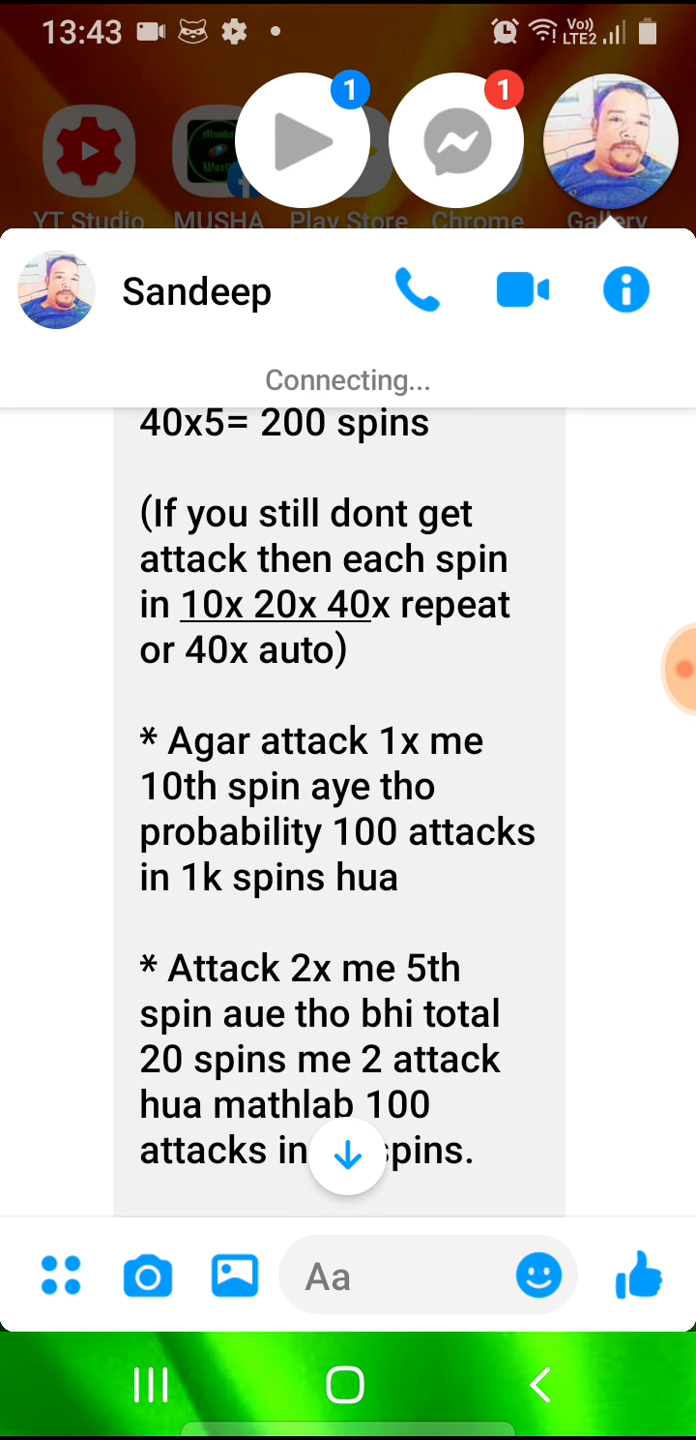 13:43
Vo))
LTE2
1
1
YT Studio
MUSHA
Play Store
Chrome
Gallery
Sandeep
Connecting...
40x5= 200 spins
(If you still dont get
attack then each spin
in 10x 20x 40x repeat
or 40x auto)
* Agar attack 1x me
10th spin aye tho
probability 100 attacks
in 1k spins hua
* Attack 2x me 5th
spin aue tho bhi total
20 spins me 2 attack
hua mathlab 100
attacks in spins.
Aa